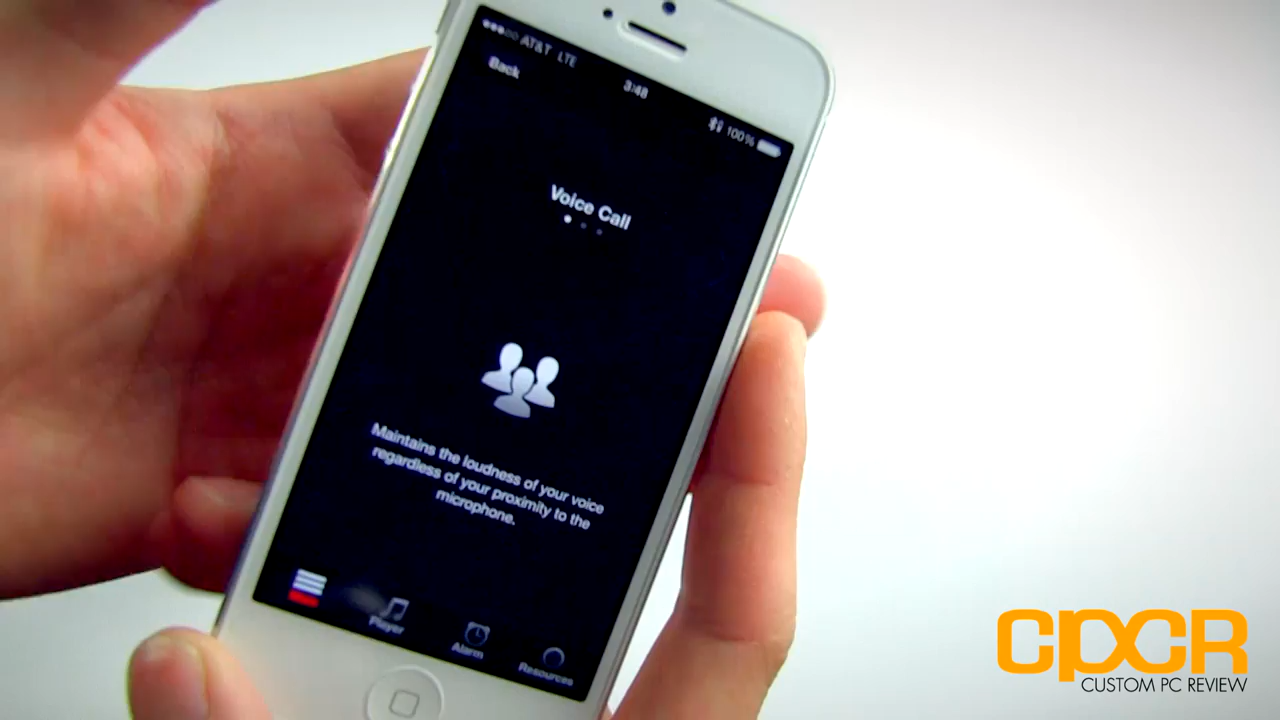 AT&T LTE
3:48
100%
Back
Voice Call
Maintains the loudness of your voice
regardless of your proximity to the
microphone.
Player
Alarm
Resources
CPCR
CUSTOM PC REVIEW